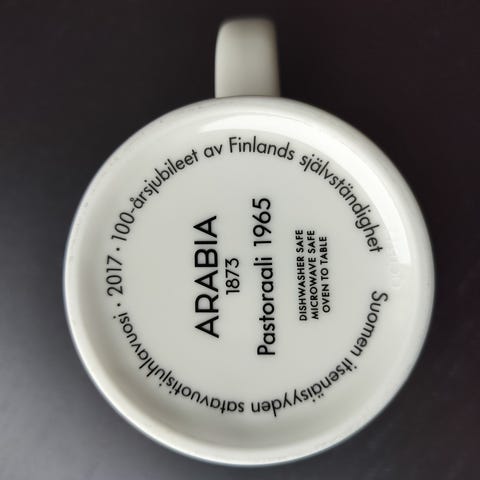 Suomen itsenäisyyden satavuotisjuhlavuosi · 2017 · 100-årsjubileet av Finlands självständighet
ARABIA
1873
Pastoraali 1965
DISHWASHER SAFE
MICROWAVE SAFE
OVEN TO TABLE